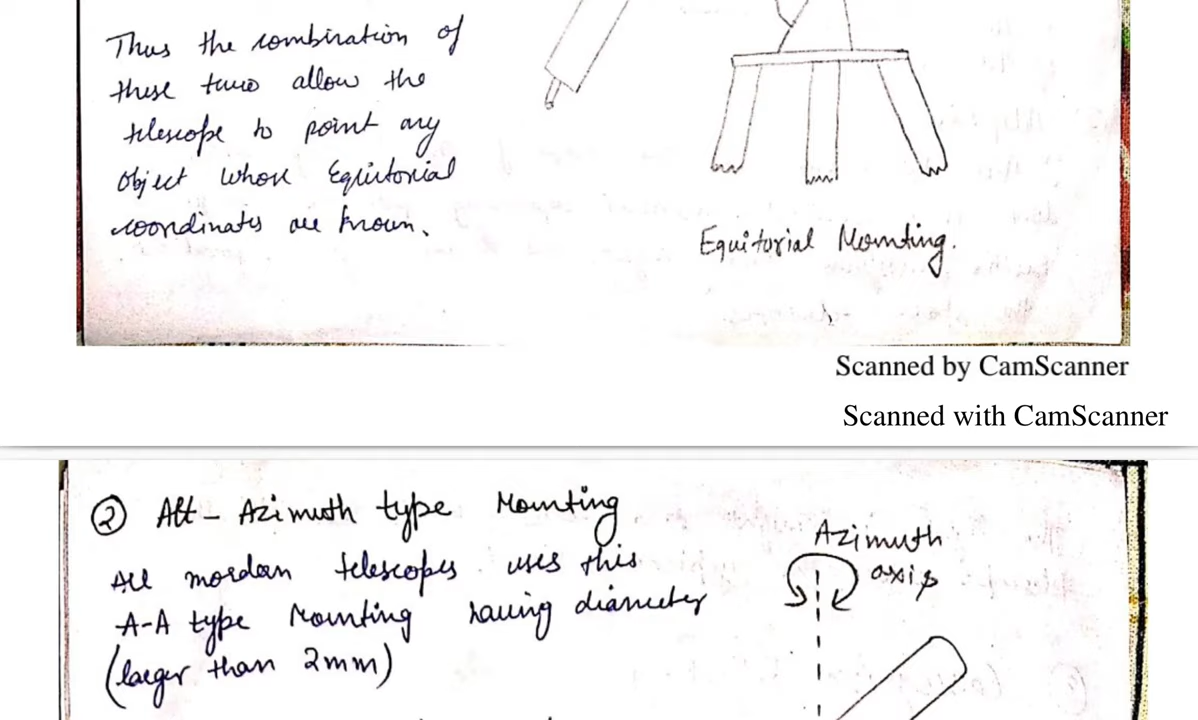 Thus the combination of
these two allow the
telescope to point any
object whose Equitorial
coordinates are known.
Equitorial Mounting.
Scanned by CamScanner
Scanned with CamScanner
② Alt - Azimuth type Mounting
All mordern telescopes uses this
A-A type Mounting having diameter
(larger than 2mm)
Azimuth
axis